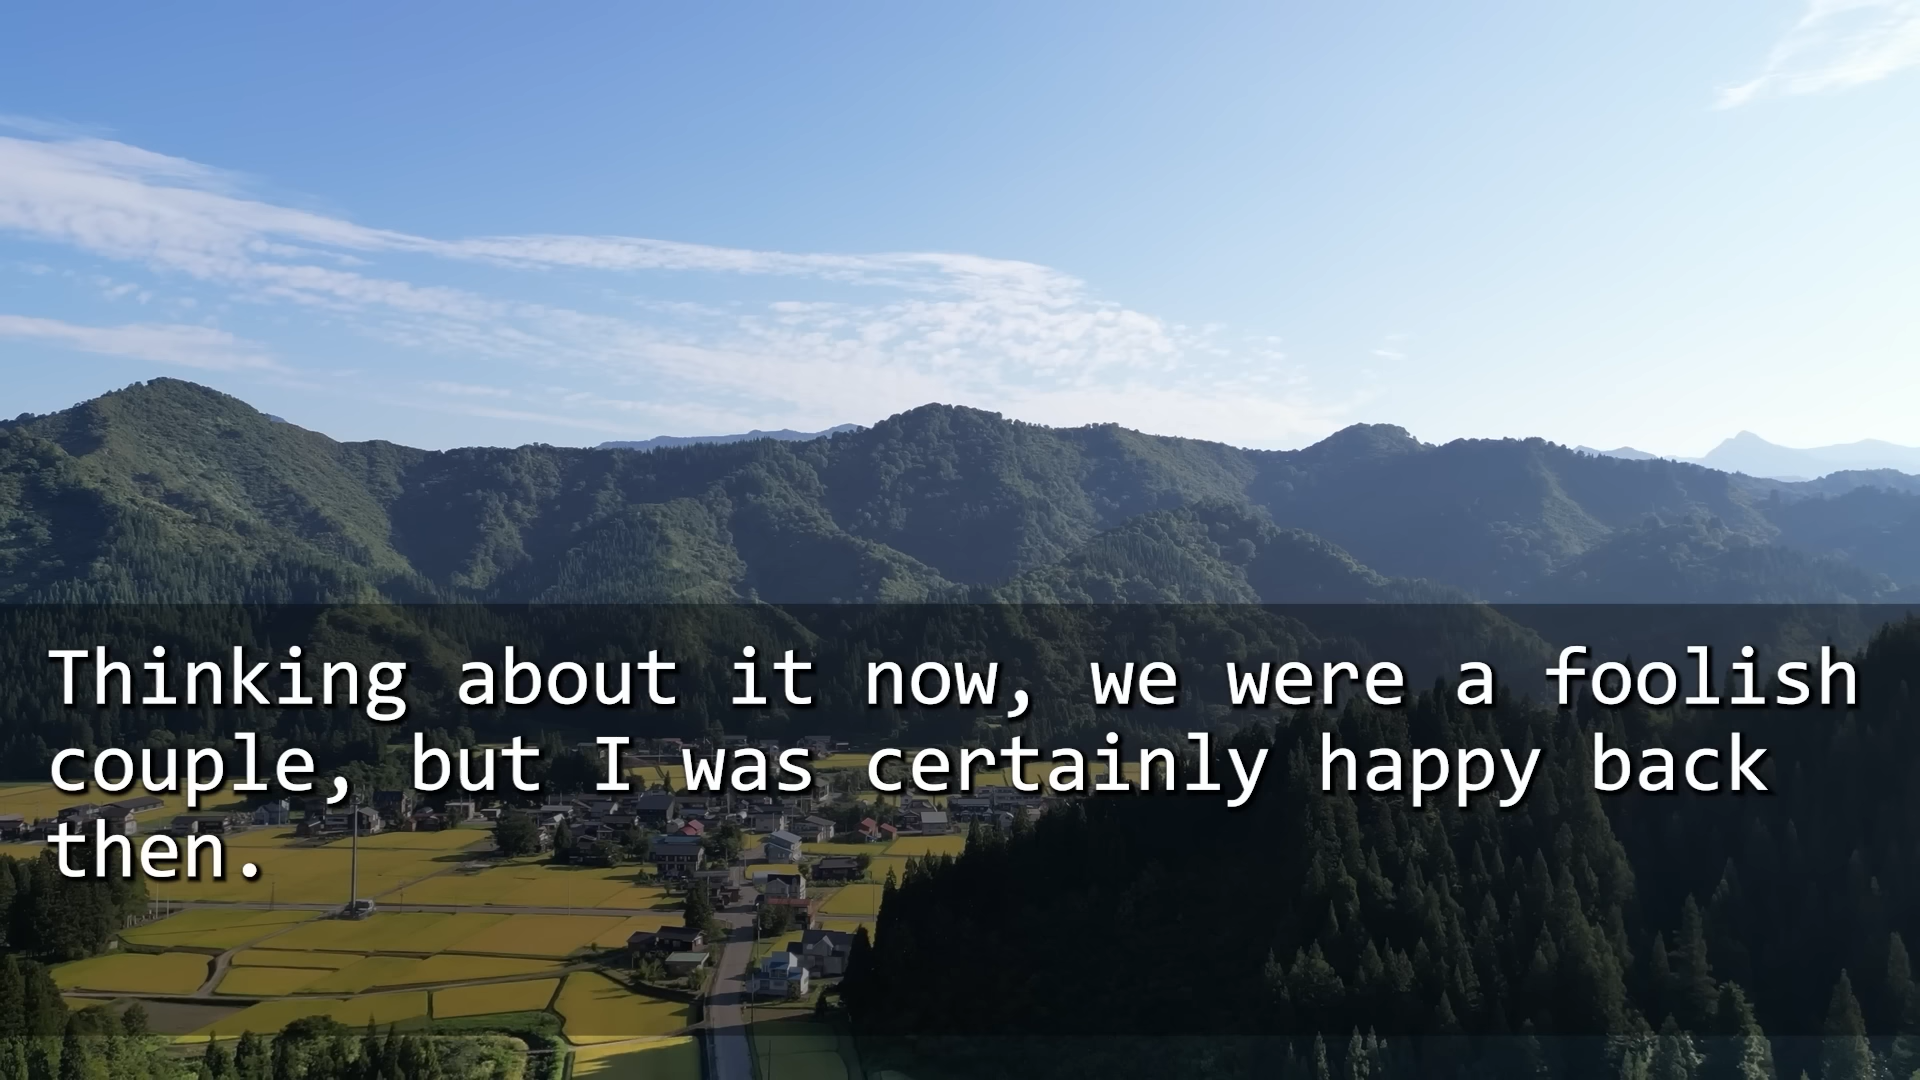 Thinking about it now, we were a foolish
couple, but I was certainly happy back
then.